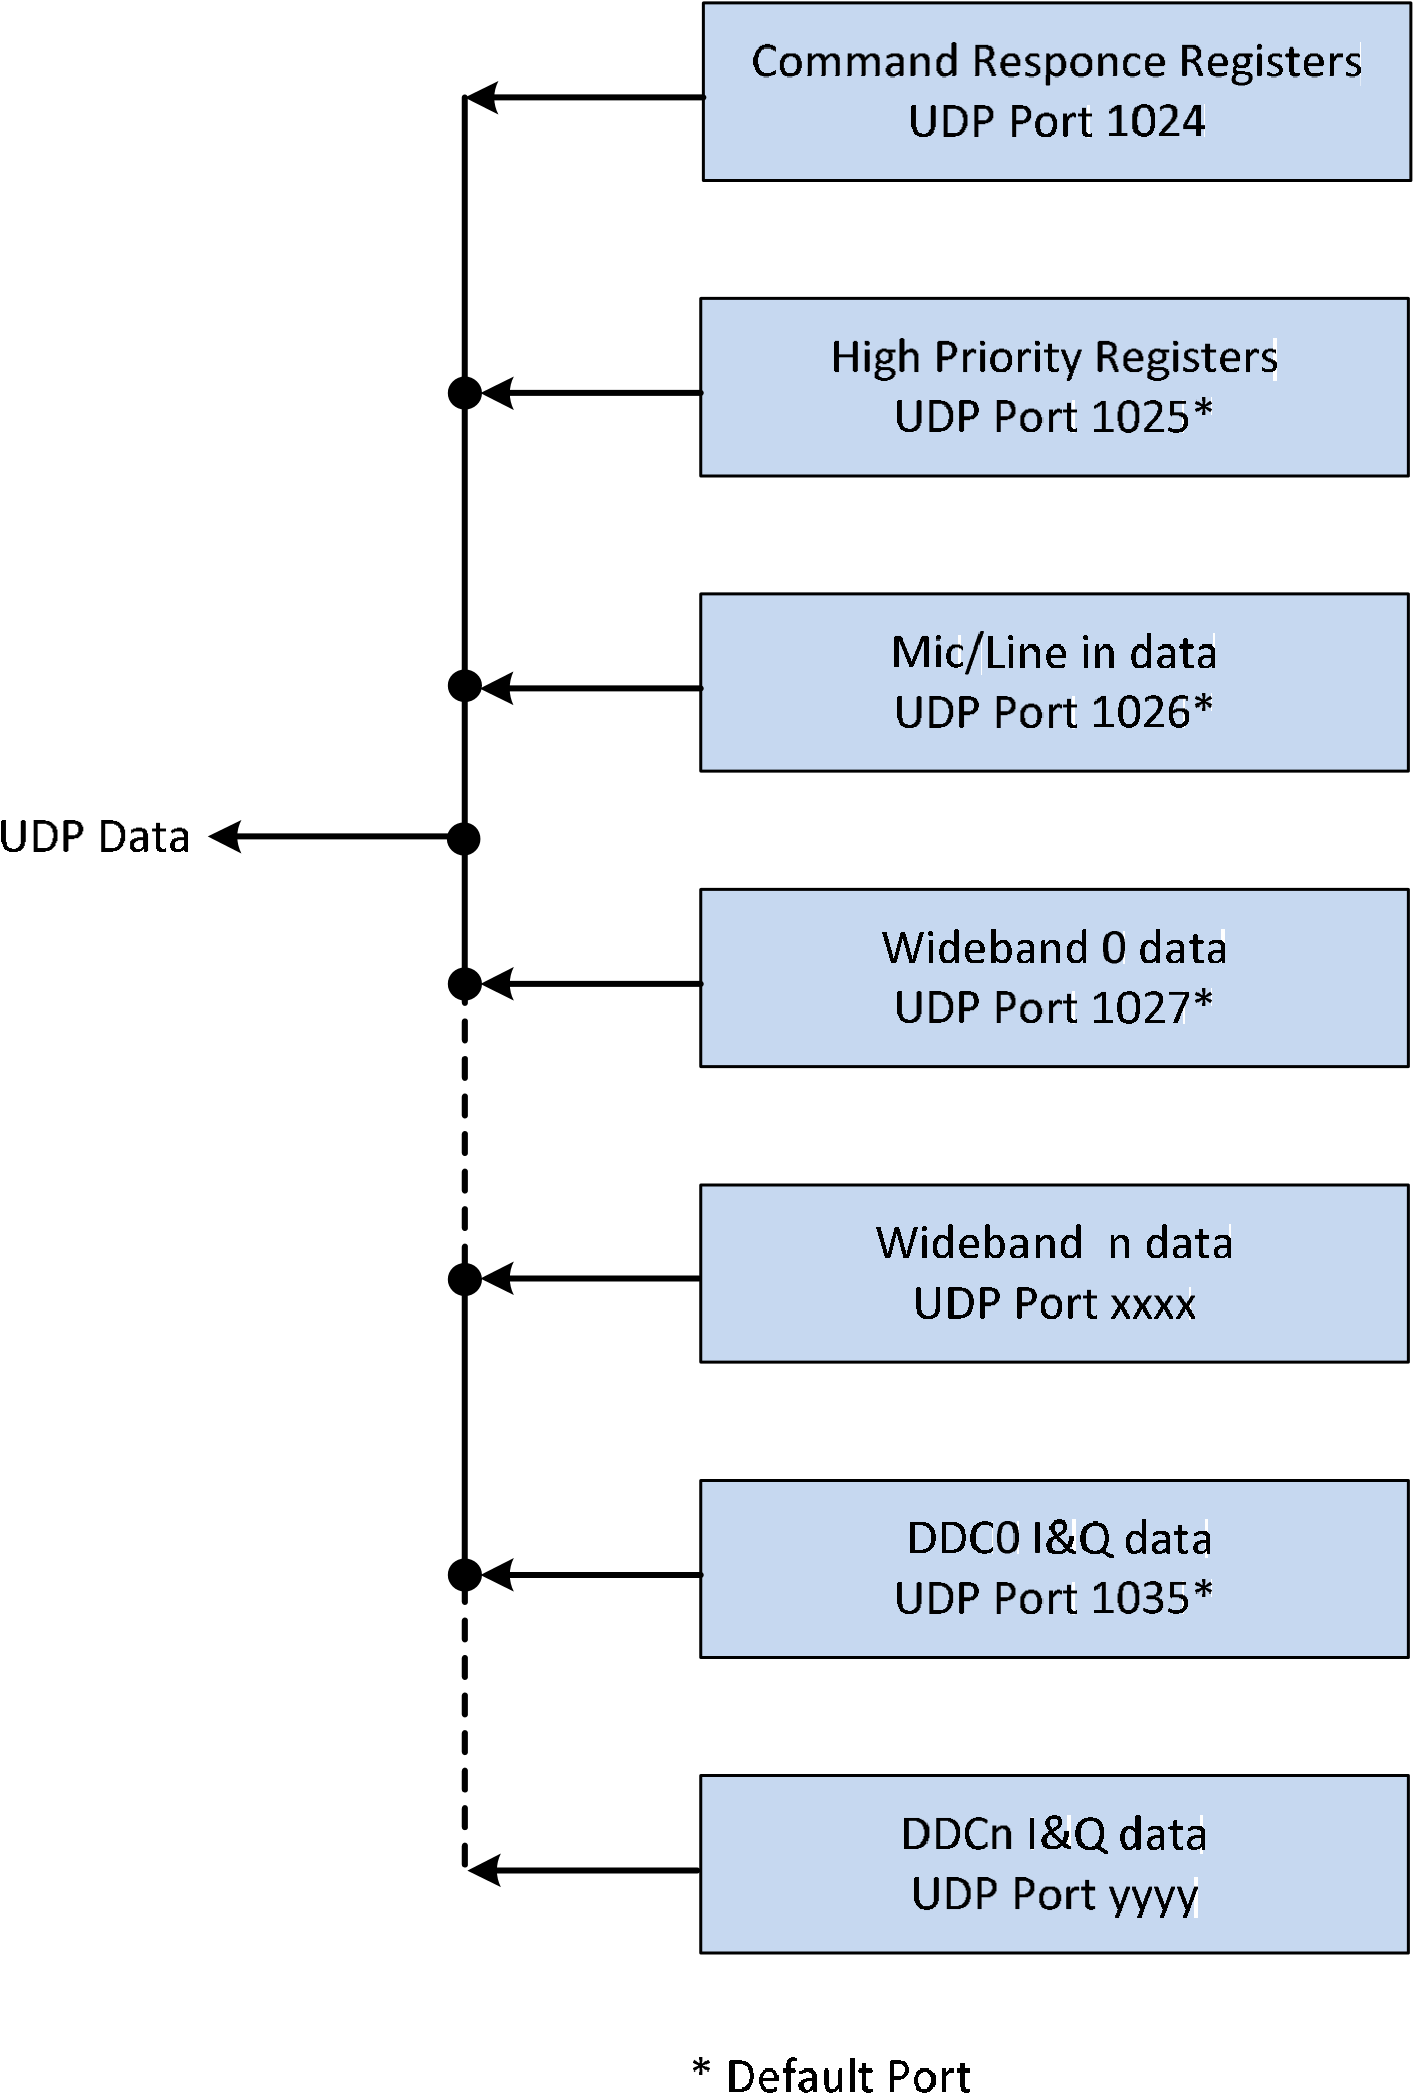 Command Responce Registers
UDP Port 1024
High Priority Registers
UDP Port 1025*
Mic/Line in data
UDP Port 1026*
UDP Data
Wideband 0 data
UDP Port 1027*
Wideband  n data
UDP Port xxxx
DDC0 I&Q data
UDP Port 1035*
DDCn I&Q data
UDP Port yyyy
* Default Port